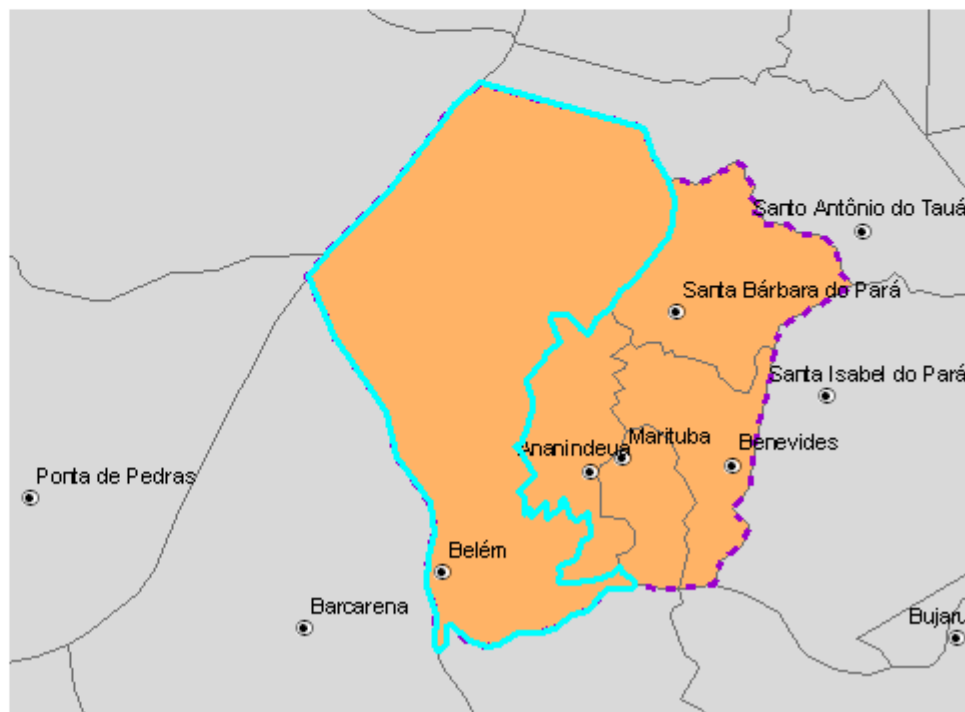 Santo Antônio do Tauá
Santa Bárbara do Pará
Santa Isabel do Pará
Ananindeua
Marituba
Benevides
Ponta de Pedras
Belém
Barcarena
Bujaru